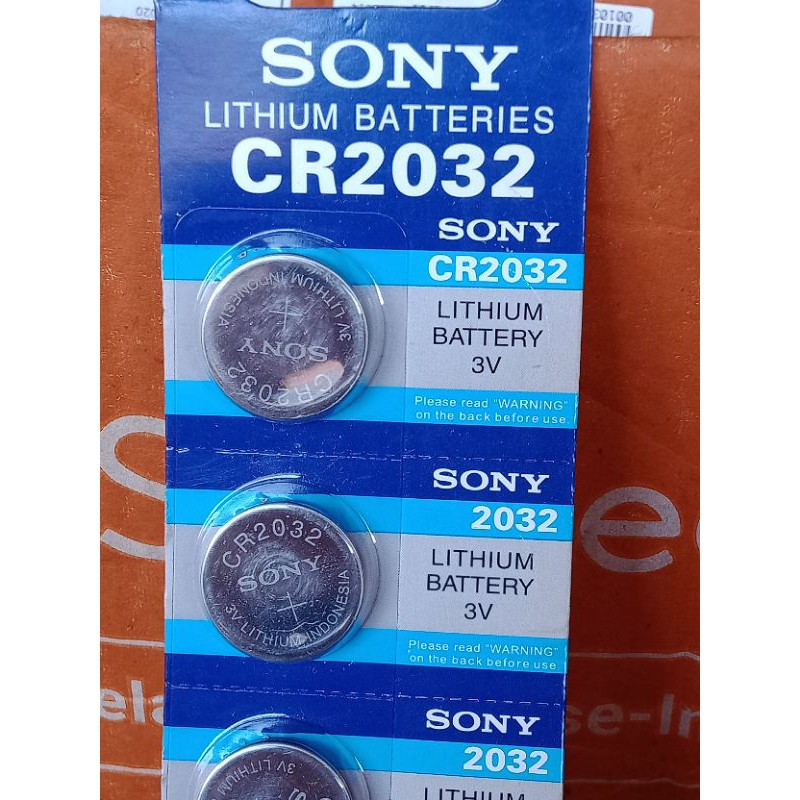 SONY
LITHIUM BATTERIES
CR2032
SONY
CR2032
LITHIUM
BATTERY
3V
Please read "WARNING"
on the back before use.
3V LITHIUM INDONESIA
SONY
CR2032
SONY
2032
LITHIUM
BATTERY
3V
Please read "WARNING"
on the back before use.
CR2032
SONY
3V LITHIUM INDONESIA
SONY
2032
LITHIUM
3V LITHIUM